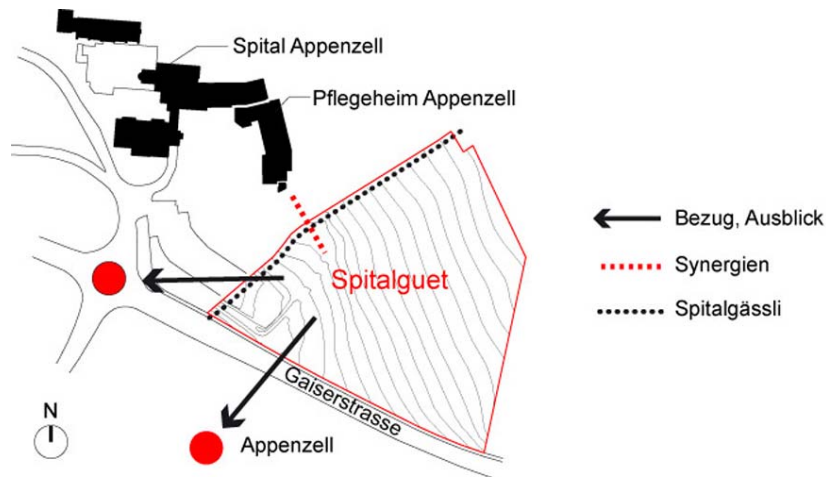 Spital Appenzell
Pflegeheim Appenzell
Bezug, Ausblick
Synergien
Spitalguet
Spitalgässli
Gaiserstrasse
N
Appenzell